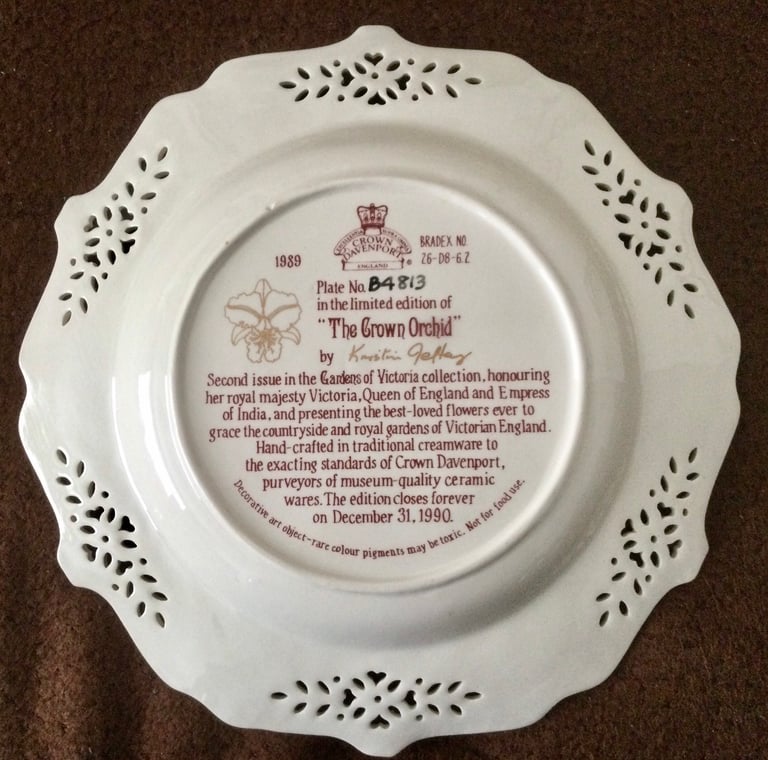 CROWN
DAVENPORT
ENGLAND
®
BRADEX NO.
26-D8-6.2
1989
Plate No. B4813
in the limited edition of
"The Crown Orchid"
by
Second issue in the Gardens of Victoria collection, honouring
her royal majesty Victoria, Queen of England and Empress
of India, and presenting the best-loved flowers ever to
grace the countryside and royal gardens of Victorian England.
Hand-crafted in traditional creamware to
the exacting standards of Crown Davenport,
purveyors of museum-quality ceramic
wares. The edition closes forever
on December 31, 1990.
Decorative art object-rare colour pigments may be toxic. Not for food use.